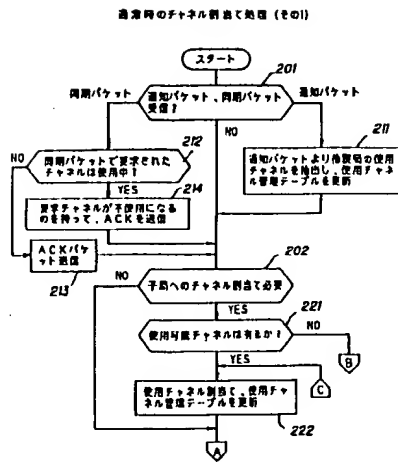 通常時のチャネル割当て処理 (その1)
スタート
201
同期パケット
通知パケット
通知パケット、同期パケット
受信?
NO
212
211
同期パケットで要求された
チャネルは使用中?
通知パケットより他親局の使用
チャネルを抽出し、使用チャネ
ル管理テーブルを更新
NO
YES
214
要求チャネルが不使用になる
のを持って、ACKを送信
ACKパケ
ット送信
213
202
NO
子局へのチャネル割当て必要
YES
221
使用可能チャネルは有るか?
NO
YES
B
C
使用チャネル割当て、使用チャ
ネル管理テーブルを更新
222
A